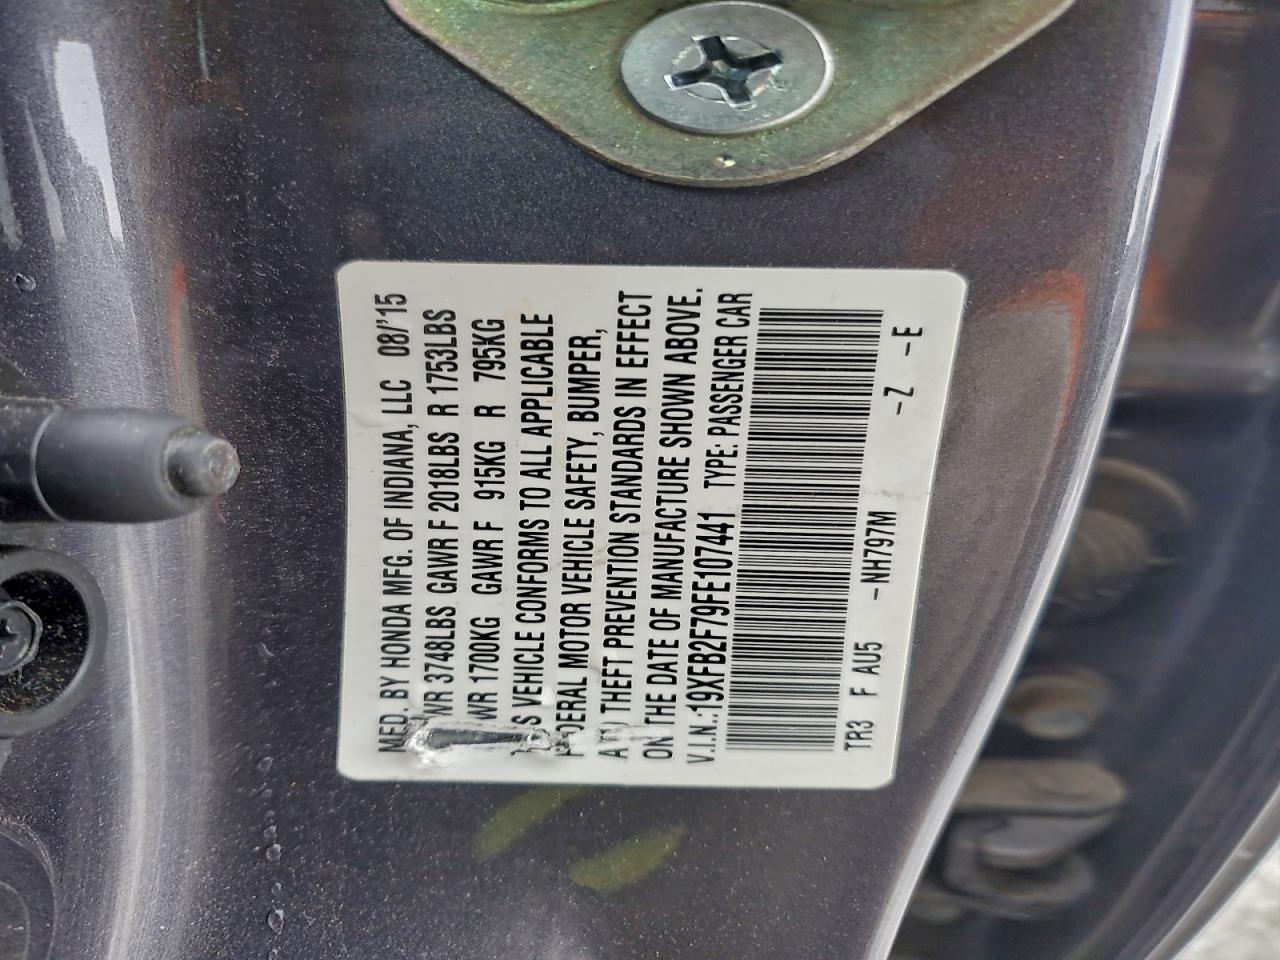 MED. BY HONDA MFG. OF INDIANA, LLC 08/'15
WR 3748LBS GAWR F 2018LBS R 1753LBS
WR 1700KG GAWR F 915KG R 795KG
VEHICLE CONFORMS TO ALL APPLICABLE
FEDERAL MOTOR VEHICLE SAFETY, BUMPER,
THEFT PREVENTION STANDARDS IN EFFECT
ON THE DATE OF MANUFACTURE SHOWN ABOVE.
V.I.N.:19XFB2F79FE107441 TYPE: PASSENGER CAR
TR3 F AU5 -NH797M -Z -E